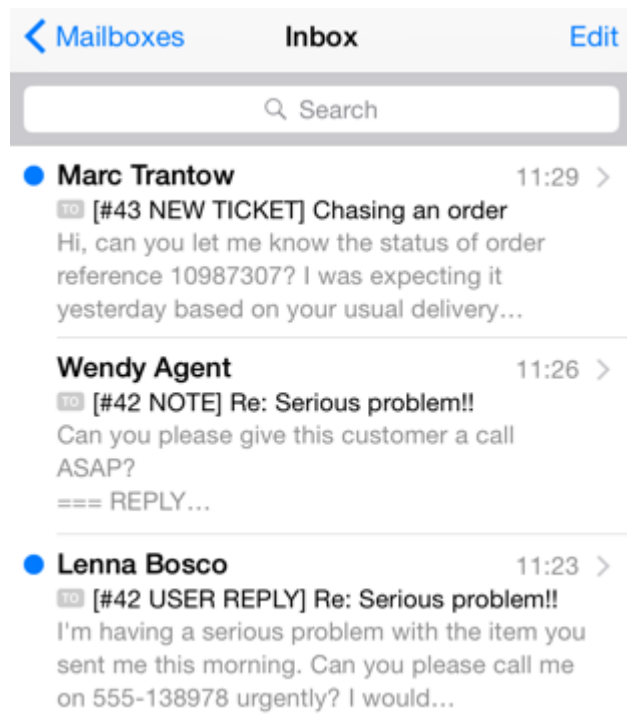 Mailboxes Inbox Edit
Search
Marc Trantow 11:29
TO [#43 NEW TICKET] Chasing an order
Hi, can you let me know the status of order
reference 10987307? I was expecting it
yesterday based on your usual delivery…
Wendy Agent 11:26
TO [#42 NOTE] Re: Serious problem!!
Can you please give this customer a call
ASAP?
=== REPLY…
Lenna Bosco 11:23
TO [#42 USER REPLY] Re: Serious problem!!
I'm having a serious problem with the item you
sent me this morning. Can you please call me
on 555-138978 urgently? I would…